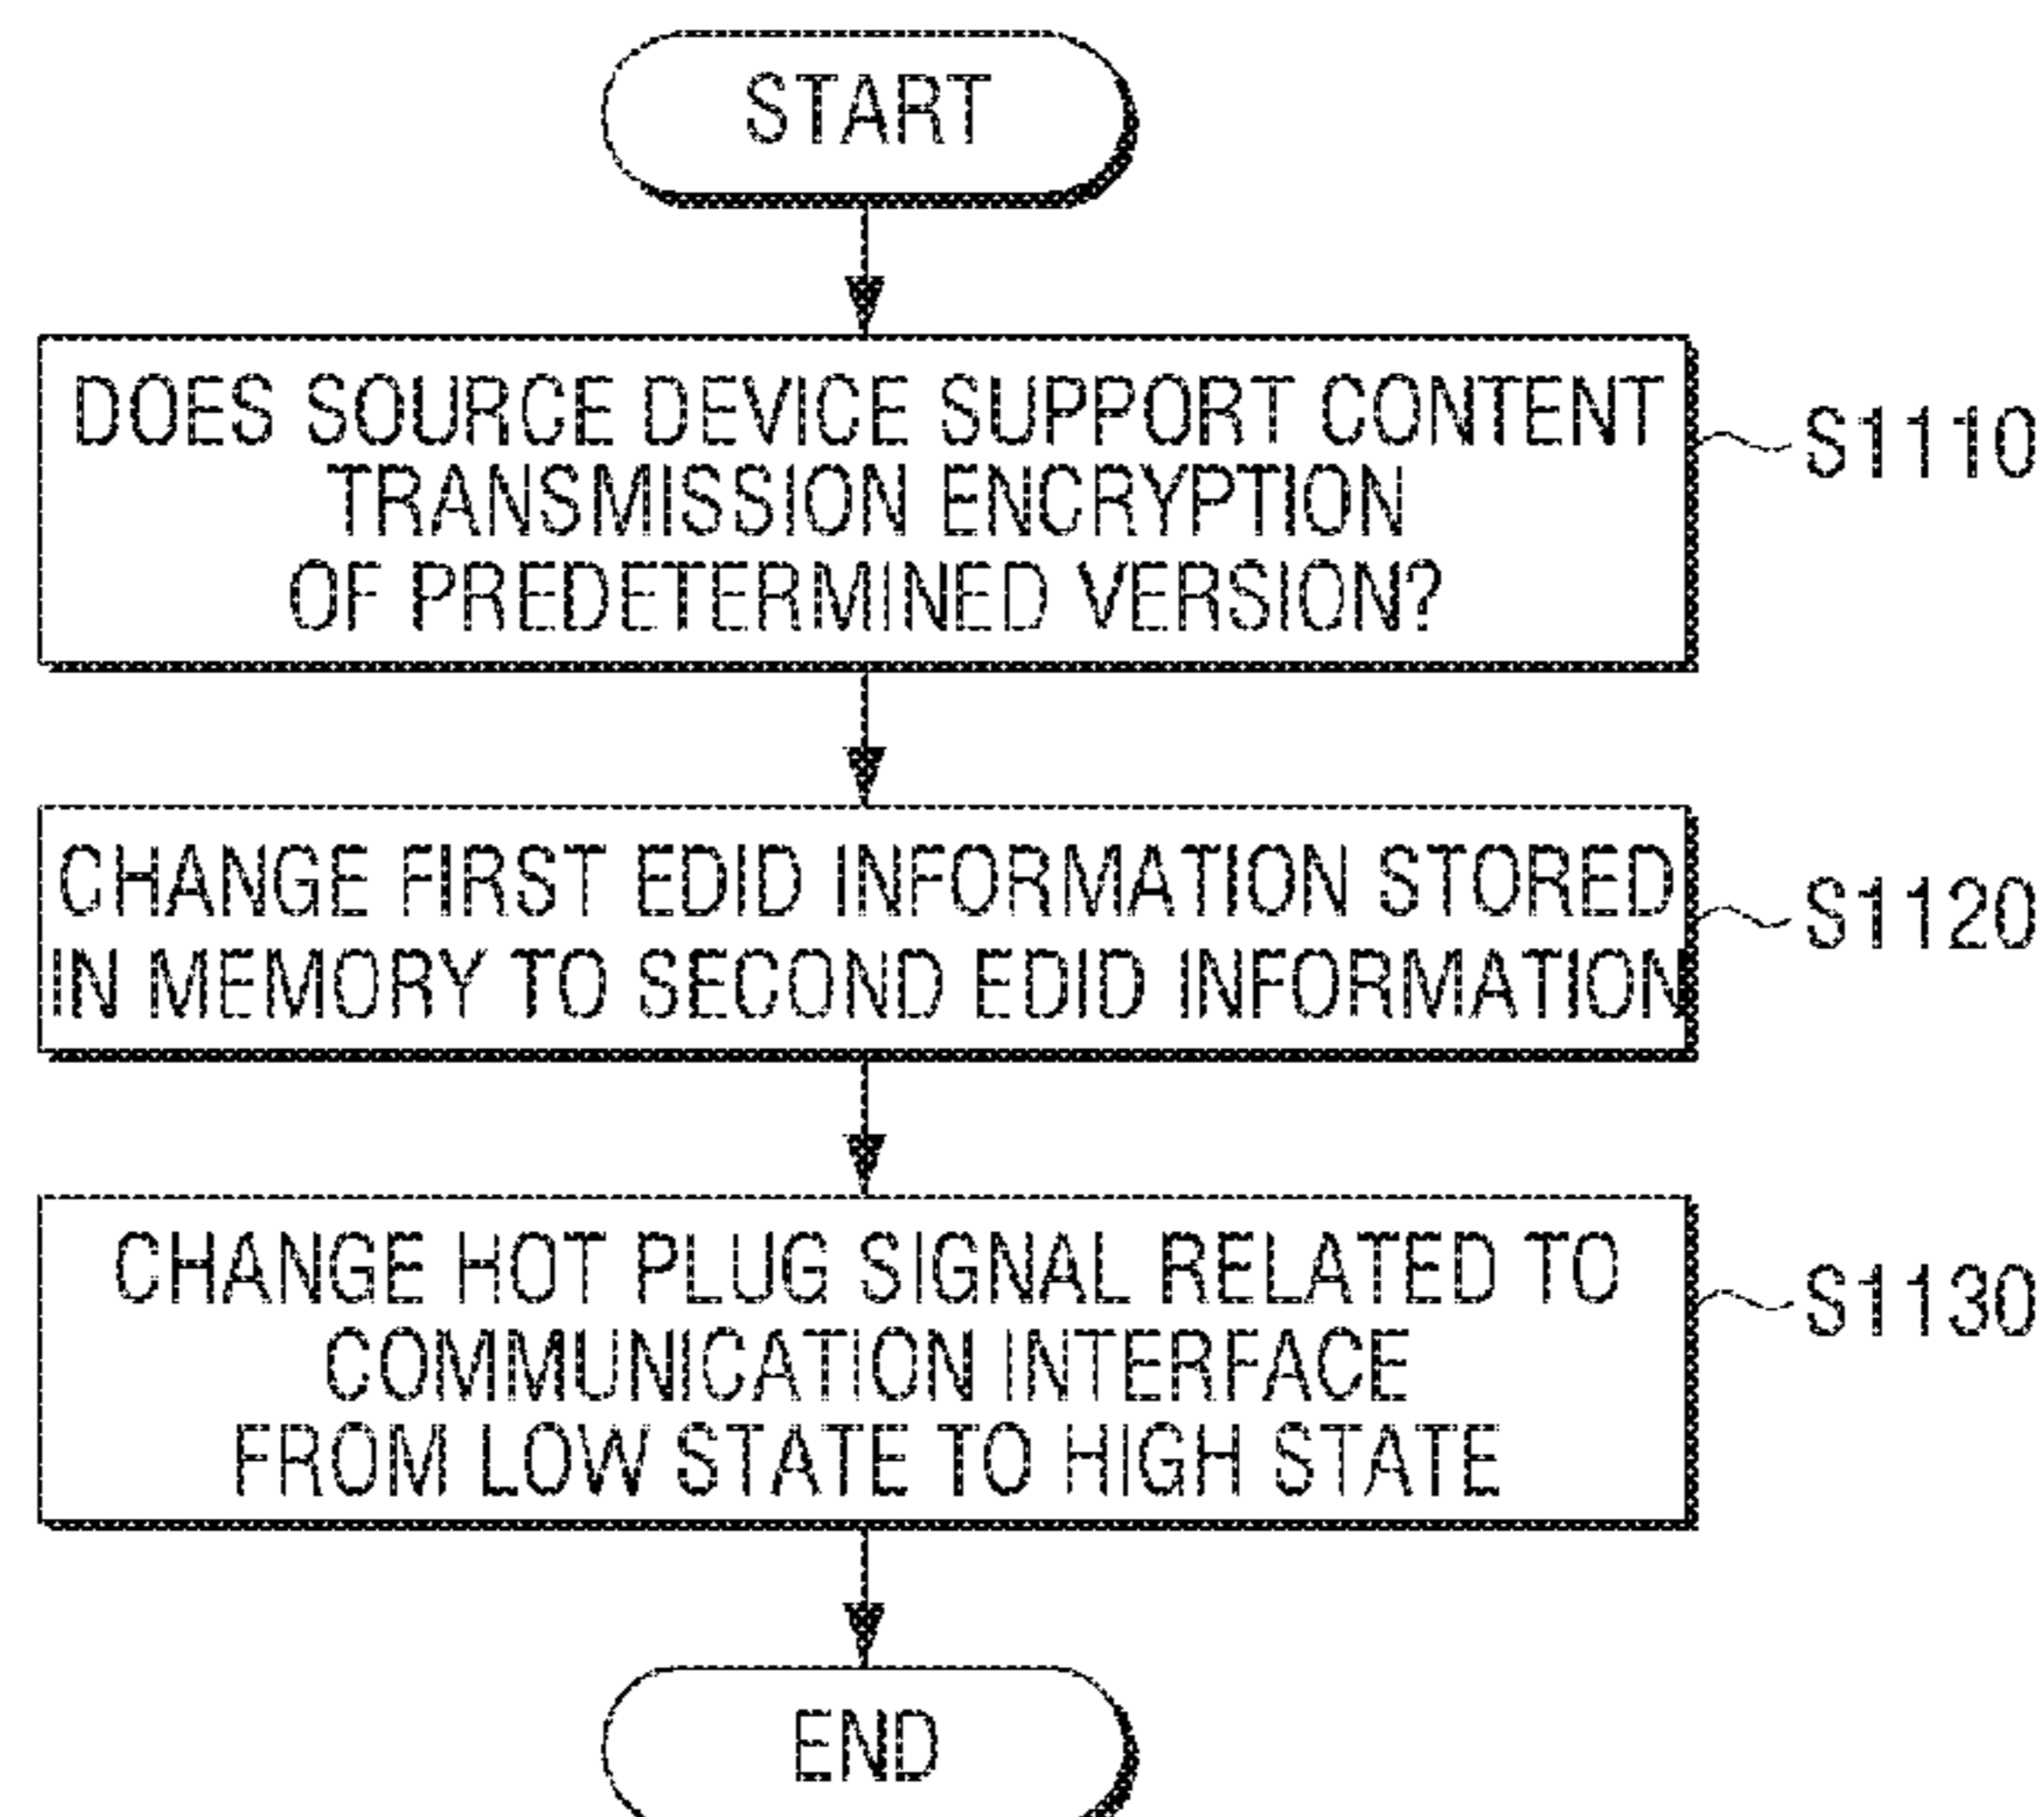 START
DOES SOURCE DEVICE SUPPORT CONTENT
TRANSMISSION ENCRYPTION
OF PREDETERMINED VERSION?
S1110
CHANGE FIRST EDID INFORMATION STORED
IN MEMORY TO SECOND EDID INFORMATION
S1120
CHANGE HOT PLUG SIGNAL RELATED TO
COMMUNICATION INTERFACE
FROM LOW STATE TO HIGH STATE
S1130
END